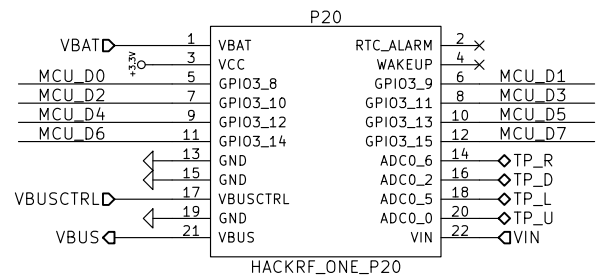 P20
VBAT 1 VBAT RTC_ALARM 2
+3.3V 3 VCC WAKEUP 4
MCU_D0 5 GPIO3_8 GPIO3_9 6 MCU_D1
MCU_D2 7 GPIO3_10 GPIO3_11 8 MCU_D3
MCU_D4 9 GPIO3_12 GPIO3_13 10 MCU_D5
MCU_D6 11 GPIO3_14 GPIO3_15 12 MCU_D7
13 GND ADC0_6 14 TP_R
15 GND ADC0_2 16 TP_D
VBUSCTRL 17 VBUSCTRL ADC0_5 18 TP_L
19 GND ADC0_0 20 TP_U
VBUS 21 VBUS VIN 22 VIN
HACKRF_ONE_P20